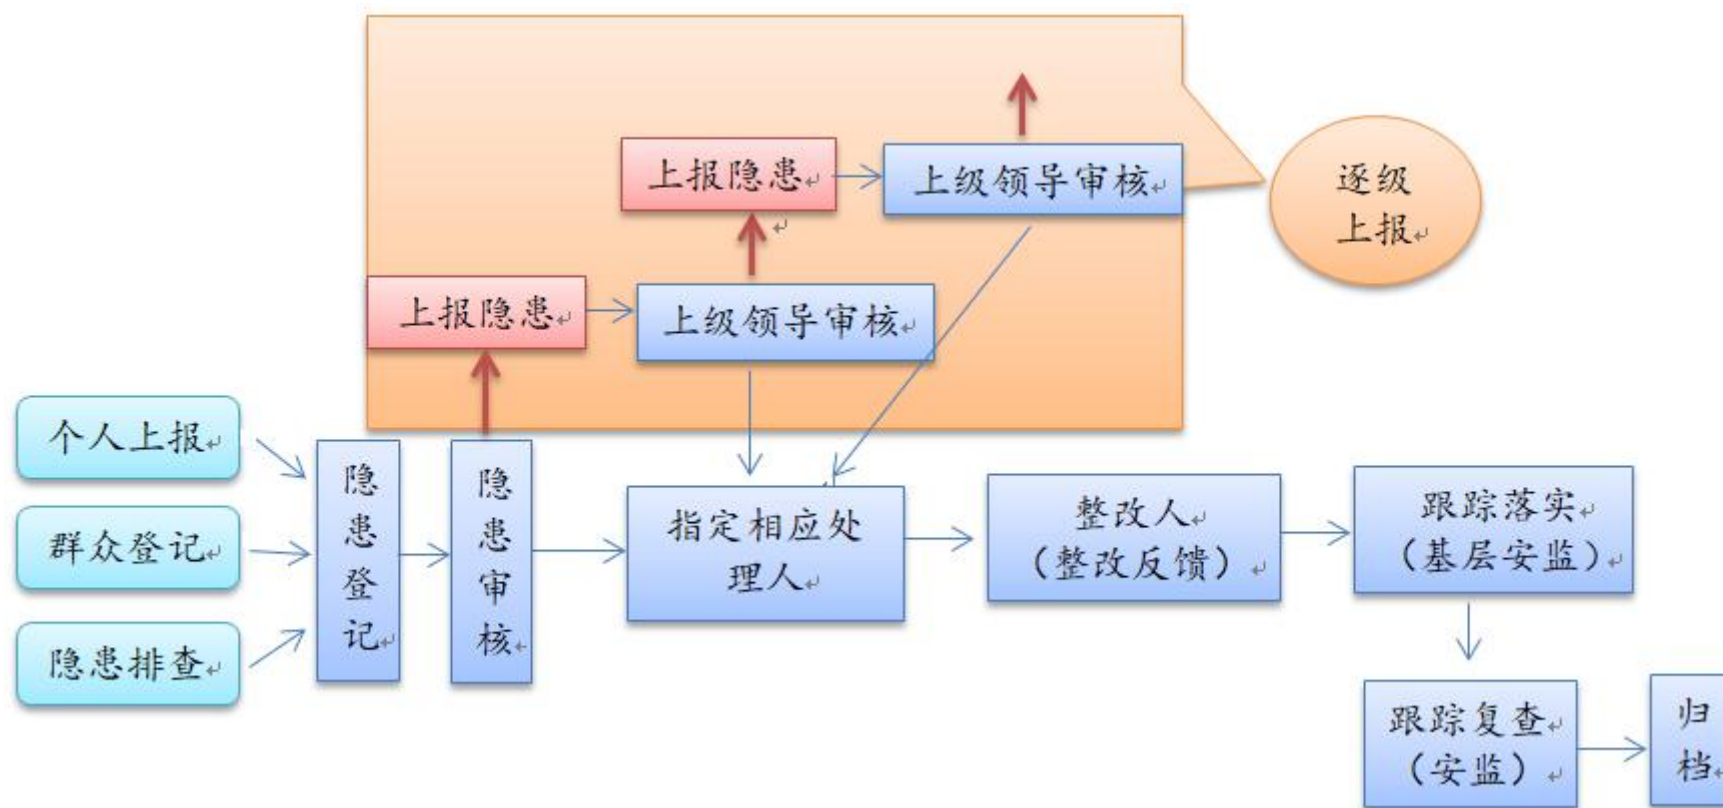 上报隐患
上级领导审核
逐级
上报
上报隐患
上级领导审核
个人上报
群众登记
隐患排查
隐患登记
隐患审核
指定相应处
理人
整改人
（整改反馈）
跟踪落实
（基层安监）
跟踪复查
（安监）
归档